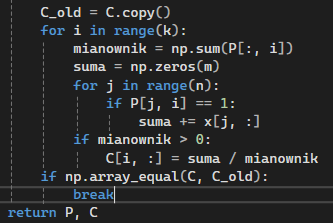 C_old = C.copy()
for i in range(k):
mianownik = np.sum(P[:, i])
suma = np.zeros(m)
for j in range(n):
if P[j, i] == 1:
suma += x[j, :]
if mianownik > 0:
C[i, :] = suma / mianownik
if np.array_equal(C, C_old):
break
return P, C